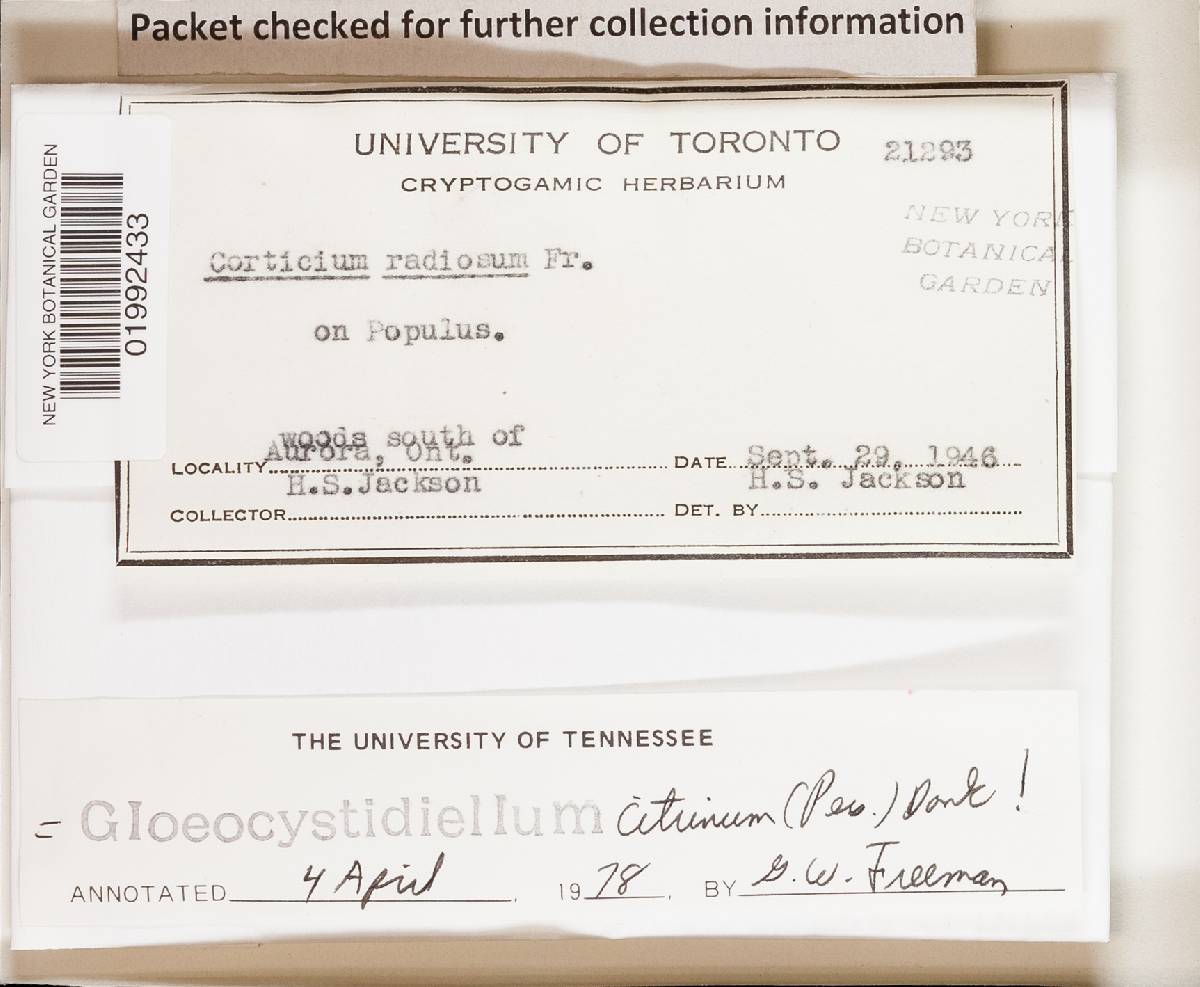 Packet checked for further collection information
UNIVERSITY OF TORONTO
21293
CRYPTOGAMIC HERBARIUM
NEW YORK
BOTANICAL
GARDEN
NEW YORK BOTANICAL GARDEN
01992433
Corticium radiosum Fr.
on Populus.
woods south of
Aurora, Ont.
LOCALITY
DATE Sept. 29, 1946
H.S.Jackson
H.S. Jackson
COLLECTOR
DET. BY
THE UNIVERSITY OF TENNESSEE
= Gloeocystidiellum citrinum (Pers.) Donk !
ANNOTATED 4 April 1978, BY G.W. Freeman